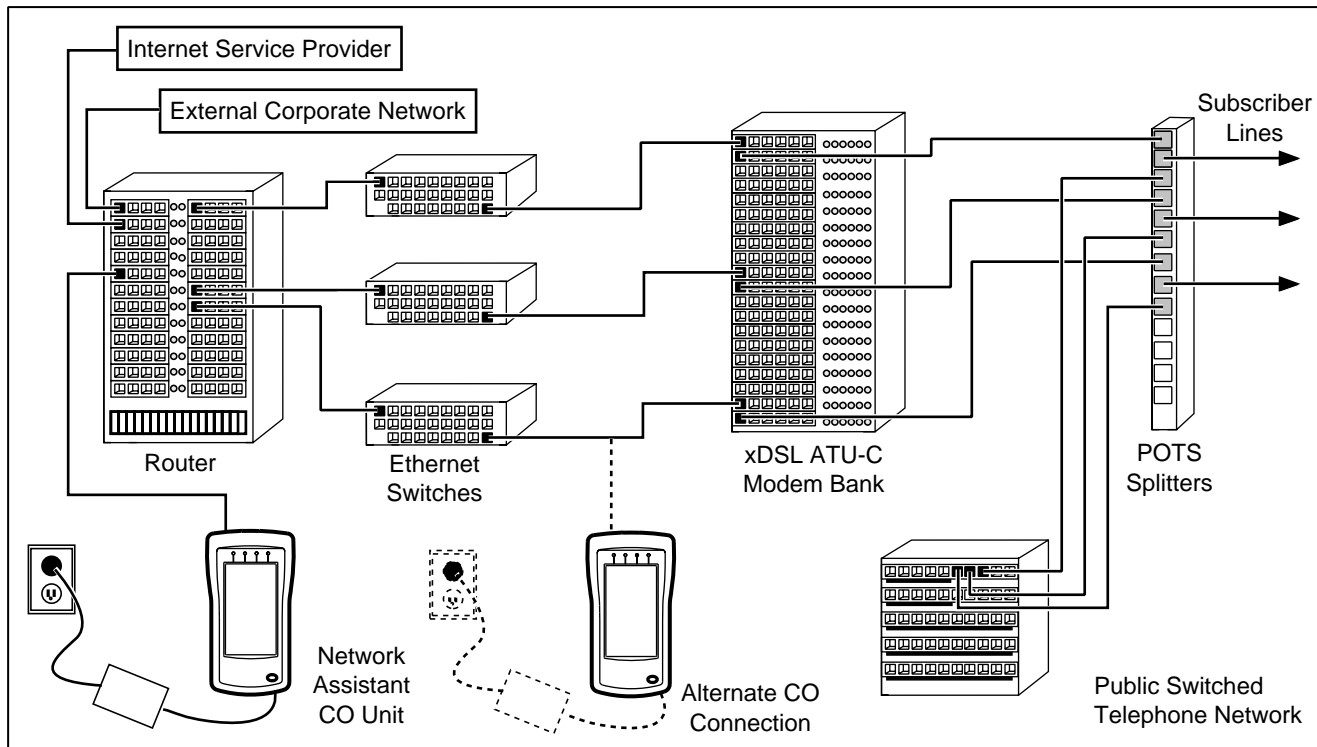 Internet Service Provider
External Corporate Network
Subscriber
Lines
Router
Ethernet
Switches
xDSL ATU-C
Modem Bank
POTS
Splitters
Network
Assistant
CO Unit
Alternate CO
Connection
Public Switched
Telephone Network